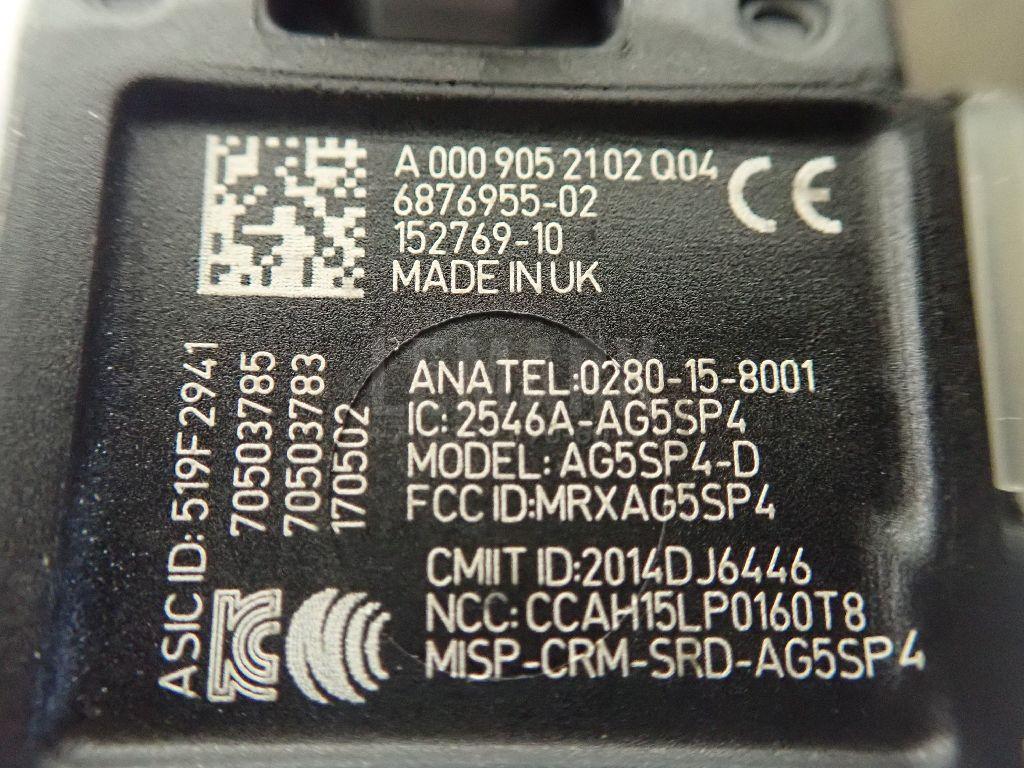 A 000 905 2102 Q04
6876955-02
152769-10
MADE IN UK
CE
ANATEL:0280-15-8001
IC: 2546A-AG5SP4
MODEL: AG5SP4-D
FCC ID:MRXAG5SP4
CMIIT ID:2014DJ6446
NCC: CCAH15LP0160T8
MISP-CRM-SRD-AG5SP4
ASIC ID: 519F2941
70503785
70503783
170502